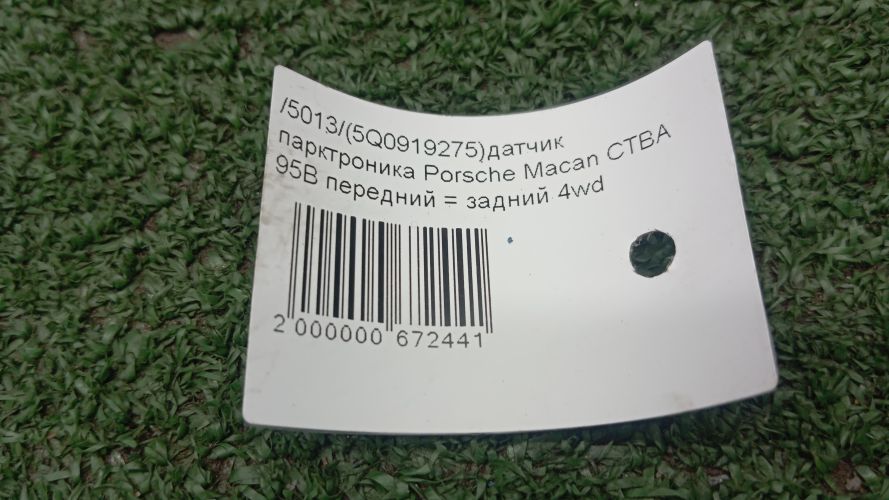 /5013/(5Q0919275)датчик
парктроника Porsche Macan CTBA
95B передний = задний 4wd
2 000000 672441